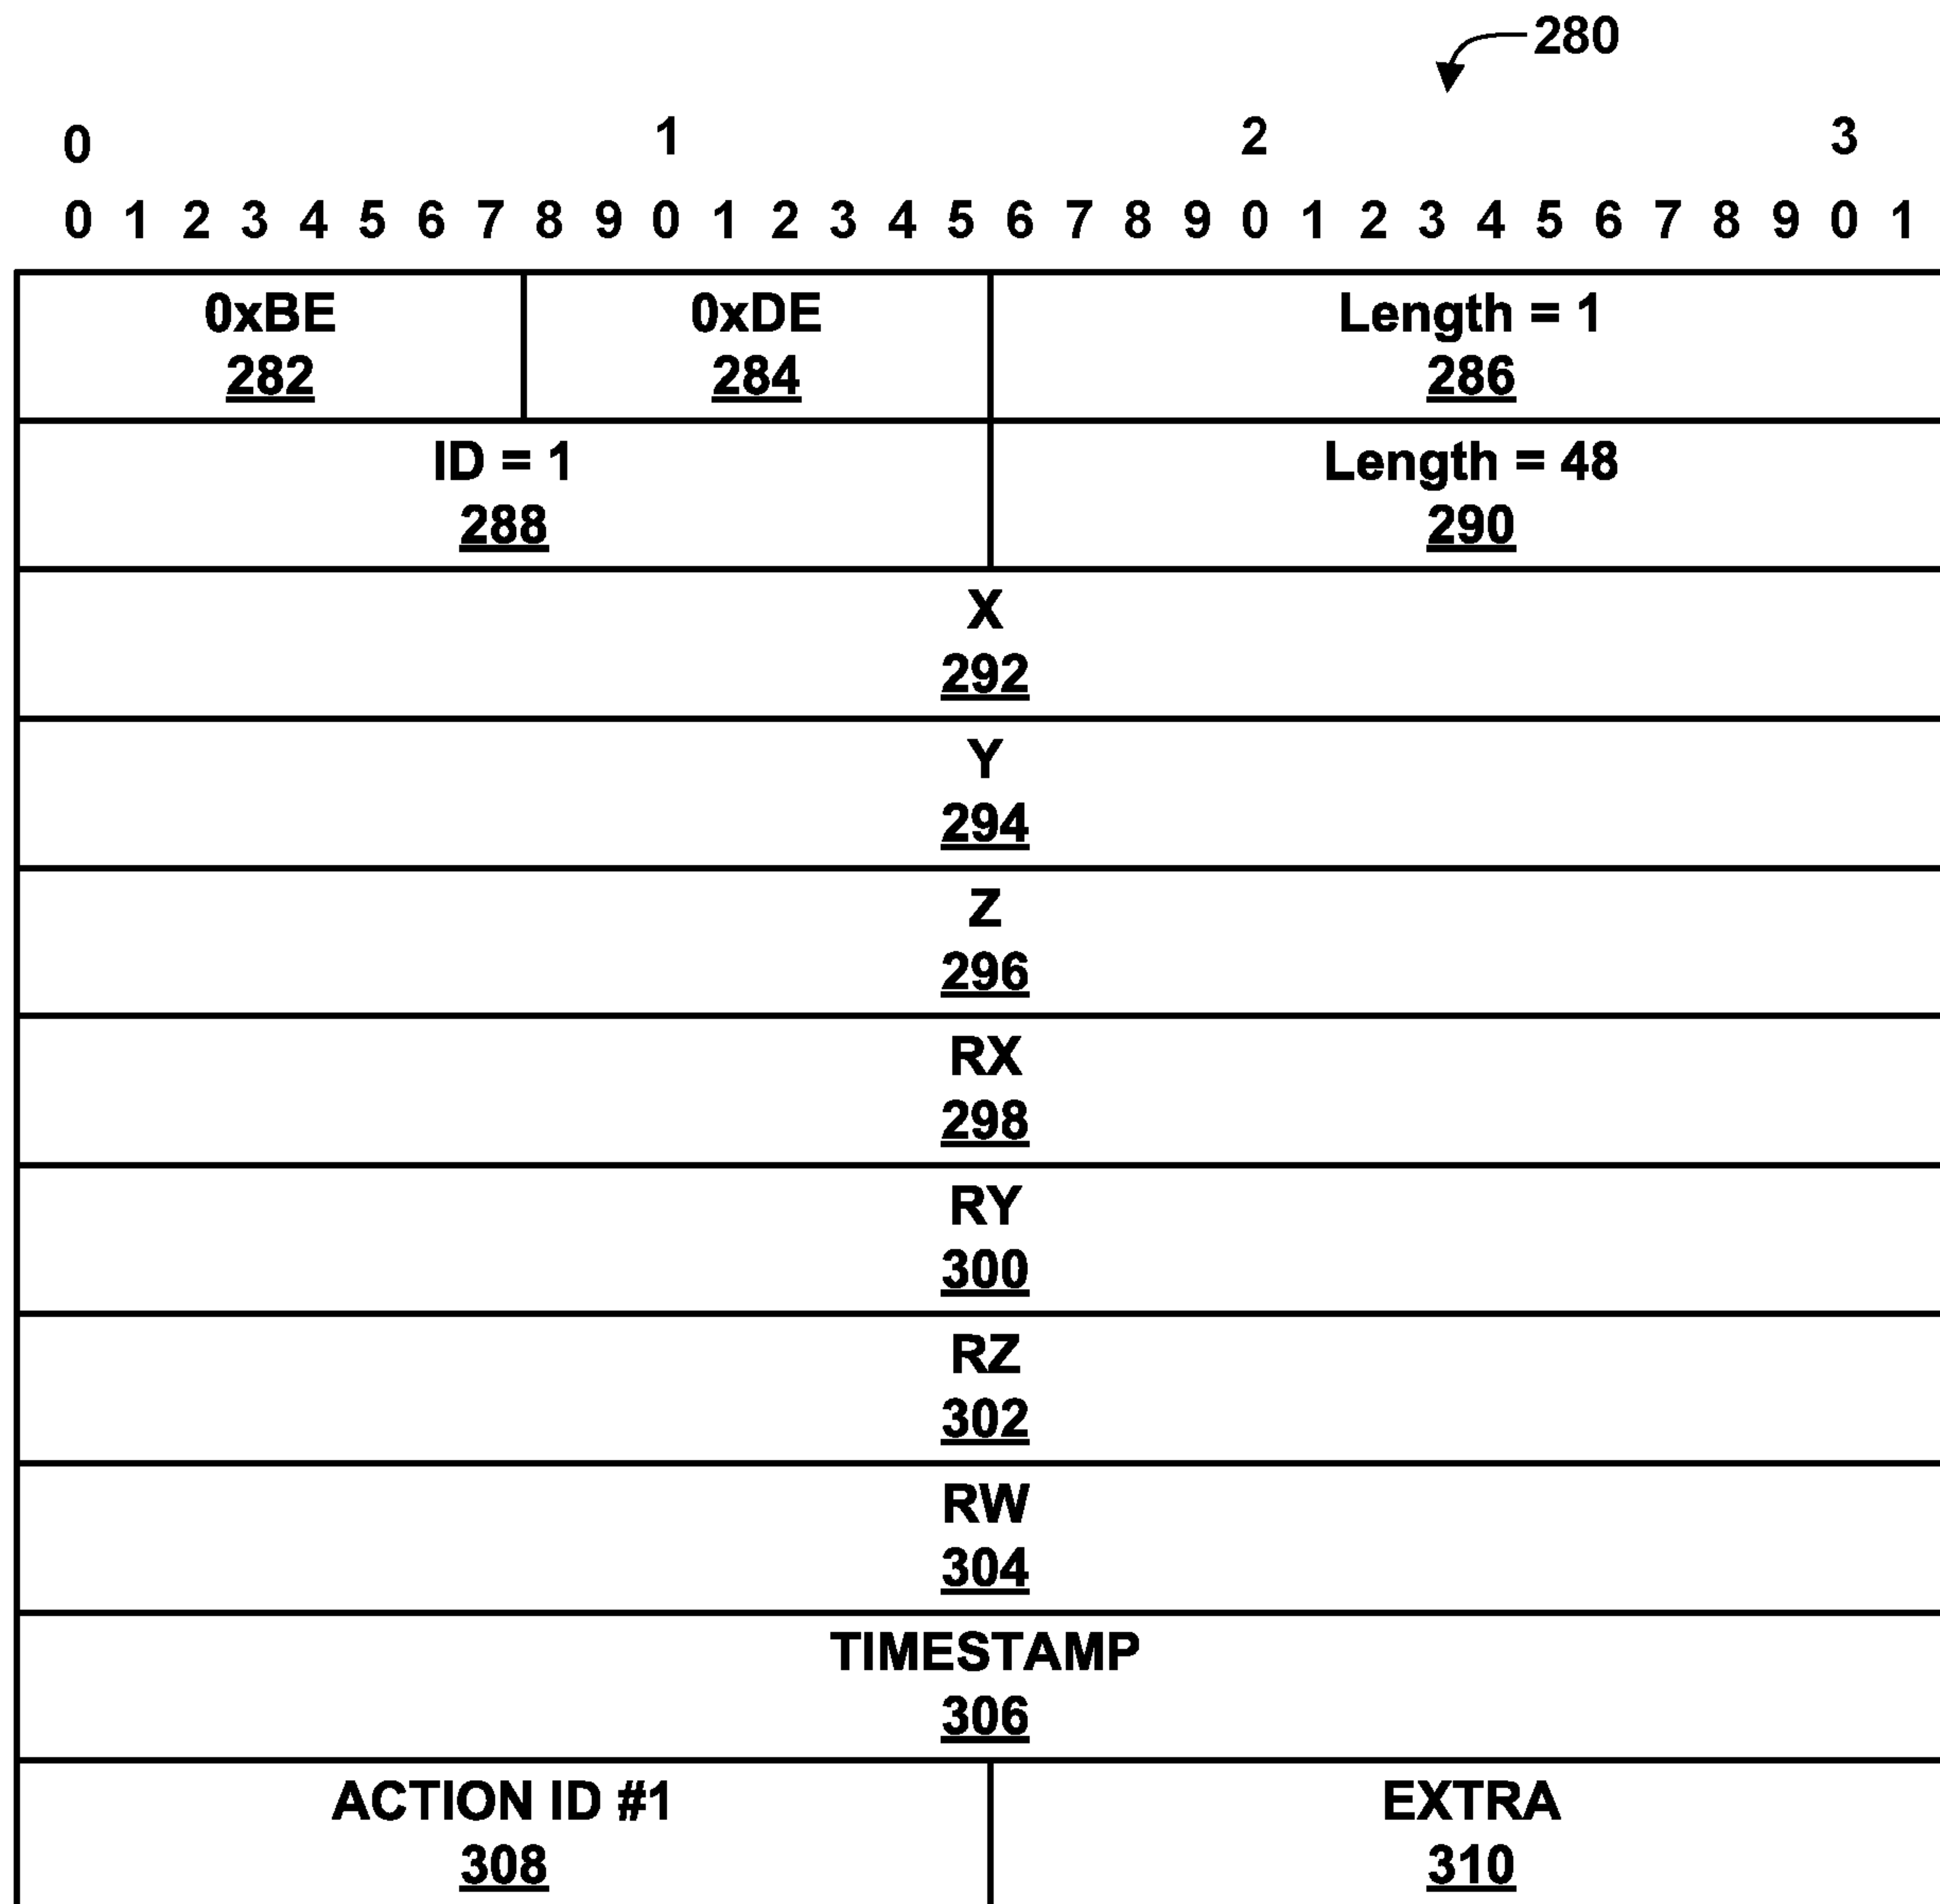 280
0 1 2 3
0 1 2 3 4 5 6 7 8 9 0 1 2 3 4 5 6 7 8 9 0 1 2 3 4 5 6 7 8 9 0 1
0xBE 0xDE Length = 1
282 284 286
ID = 1 Length = 48
288 290
X
292
Y
294
Z
296
RX
298
RY
300
RZ
302
RW
304
TIMESTAMP
306
ACTION ID #1 EXTRA
308 310